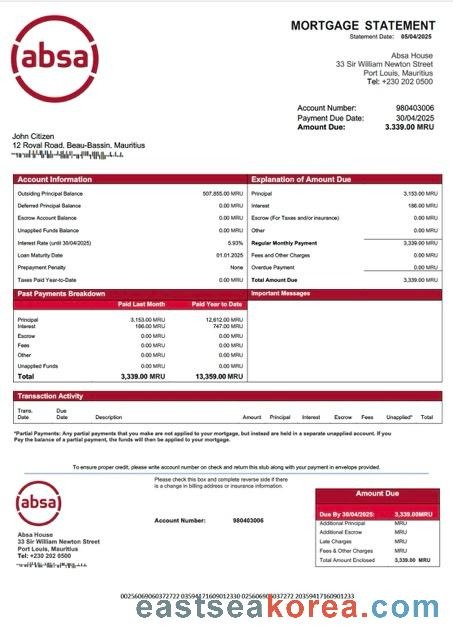 absa
MORTGAGE STATEMENT
Statement Date: 05/04/2025
Absa House
33 Sir William Newton Street
Port Louis, Mauritius
Tel: +230 202 0500
Account Number: 980403006
Payment Due Date: 30/04/2025
Amount Due: 3.339.00 MRU
John Citizen
12 Royal Road, Beau-Bassin, Mauritius
Account Information
Outsiding Principal Balance 507,855.00 MRU
Deferred Principal Balance 0.00 MRU
Escrow Account Balance 0.00 MRU
Unapplied Funds Balance 0.00 MRU
Interest Rate (until 30/04/2025) 5.93%
Loan Maturity Date 01.01.2025
Prepayment Penalty None
Taxes Paid Year-to-Date 0.00 MRU
Explanation of Amount Due
Principal 3,153.00 MRU
Interest 186.00 MRU
Escrow (For Taxes and/or insurance) 0.00 MRU
Other 0.00 MRU
Regular Monthly Payment 3,339.00 MRU
Fees and Other Charges 0.00 MRU
Overdue Payment 0.00 MRU
Total Amount Due 3,339.00 MRU
Past Payments Breakdown
Paid Last Month Paid Year to Date
Principal 3,153.00 MRU 12,612.00 MRU
Interest 186.00 MRU 747.00 MRU
Escrow 0.00 MRU 0.00 MRU
Fees 0.00 MRU 0.00 MRU
Other 0.00 MRU 0.00 MRU
Unapplied Funds 0.00 MRU 0.00 MRU
Total 3,339.00 MRU 13,359.00 MRU
Important Messages
Transaction Activity
Trans. Date Due Date Description Amount Principal Interest Escrow Fees Unapplied* Total
*Partial Payments: Any partial payments that you make are not applied to your mortgage, but instead are held in a separate unapplied account. If you
Pay the balance of a partial payment, the funds will then be applied to your mortgage.
To ensure proper credit, please write account number on check and return this stub along with your payment in envelope provided.
absa
Absa House
33 Sir William Newton Street
Port Louis, Mauritius
Tel: +230 202 0500
Please check this box and complete reverse side if there
is a change in billing address or insurance information.
Account Number: 980403006
Amount Due
Due By 30/04/2025: 3,339.00MRU
Additional Principal MRU
Additional Escrow MRU
Late Charges MRU
Fees & Other Charges MRU
Total Amount Enclosed 3,339.00 MRU
eastseakorea.com